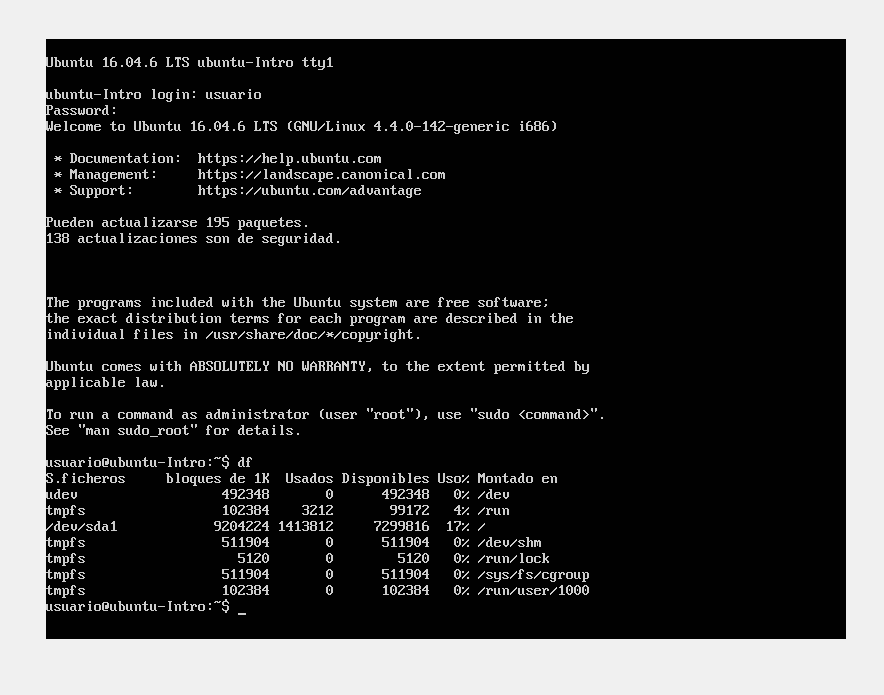 Ubuntu 16.04.6 LTS ubuntu-Intro tty1
ubuntu-Intro login: usuario
Password:
Welcome to Ubuntu 16.04.6 LTS (GNU/Linux 4.4.0-142-generic i686)
* Documentation:  https://help.ubuntu.com
* Management:     https://landscape.canonical.com
* Support:        https://ubuntu.com/advantage
Pueden actualizarse 195 paquetes.
138 actualizaciones son de seguridad.
The programs included with the Ubuntu system are free software;
the exact distribution terms for each program are described in the
individual files in /usr/share/doc/*/copyright.
Ubuntu comes with ABSOLUTELY NO WARRANTY, to the extent permitted by
applicable law.
To run a command as administrator (user "root"), use "sudo <command>".
See "man sudo_root" for details.
usuario@ubuntu-Intro:~$ df
S.ficheros     bloques de 1K  Usados Disponibles Uso% Montado en
udev                  492348       0      492348   0% /dev
tmpfs                 102384    3212       99172   4% /run
/dev/sda1            9204224 1413812     7299816  17% /
tmpfs                 511904       0      511904   0% /dev/shm
tmpfs                   5120       0        5120   0% /run/lock
tmpfs                 511904       0      511904   0% /sys/fs/cgroup
tmpfs                 102384       0      102384   0% /run/user/1000
usuario@ubuntu-Intro:~$ _